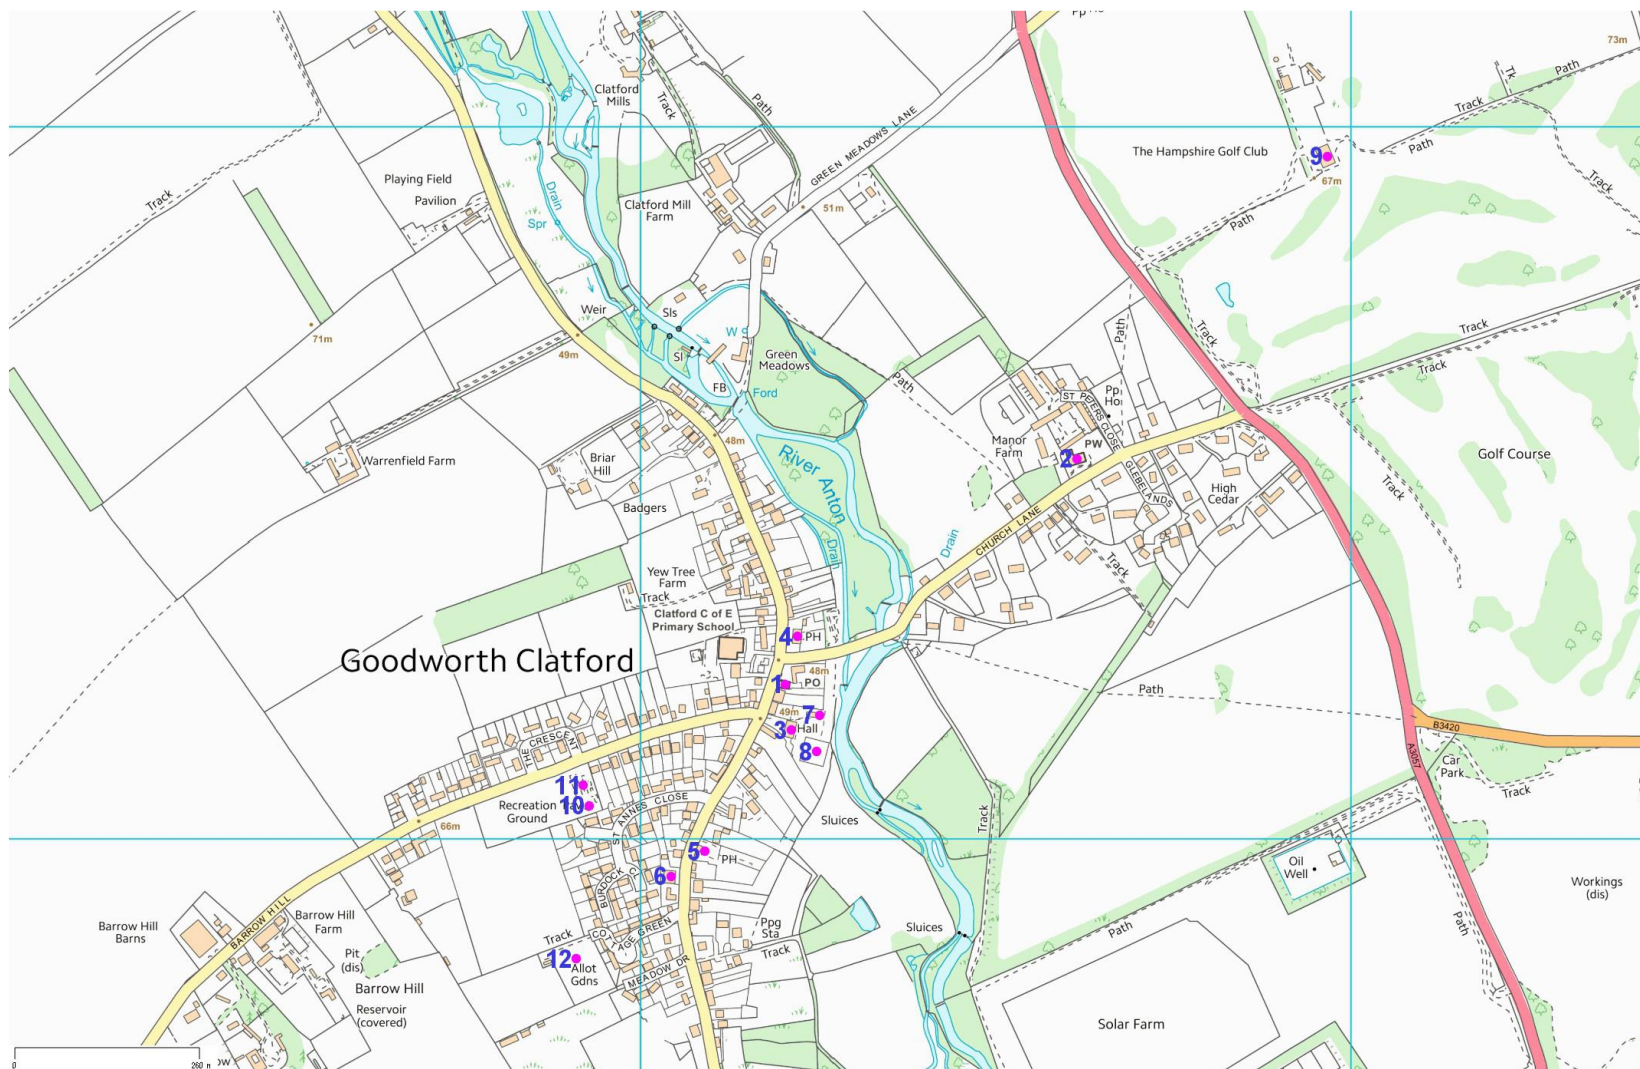 73m
Clatford
Mills
Path
Track
Tk
Path
Track
GREEN MEADOWS LANE
The Hampshire Golf Club
9
67m
Path
Track
Playing Field
Pavilion
Track
Drain
Spr
Clatford Mill
Farm
51m
Path
71m
Weir
49m
Sls
Sl
W
FB
Ford
Green
Meadows
Path
Path
Track
Track
Track
ST PETERS CLOSE
Pp
Ho
Manor
Farm
PW
2
GLEBELANDS
High
Cedar
Golf Course
Track
Warrenfield Farm
Briar
Hill
Badgers
48m
River Anton
Drain
Drain
CHURCH LANE
Track
Yew Tree
Farm
Track
Clatford C of E
Primary School
4
PH
Goodworth Clatford
48m
1
PO
49m
7
3
Hall
8
Path
B3420
A3057
Car
Park
Track
THE CRESCENT
11
10
Recreation
Ground
ST ANNES CLOSE
66m
Sluices
Track
5
PH
6
BURDOCK
COTTAGE GREEN
Oil
Well
Workings
(dis)
Path
BARROW HILL
Barrow Hill
Barns
Barrow Hill
Farm
Pit
(dis)
Barrow Hill
Reservoir
(covered)
Track
12
Allot
Gdns
MEADOW DR
Ppg
Sta
Track
Sluices
Path
Solar Farm
0
260 m